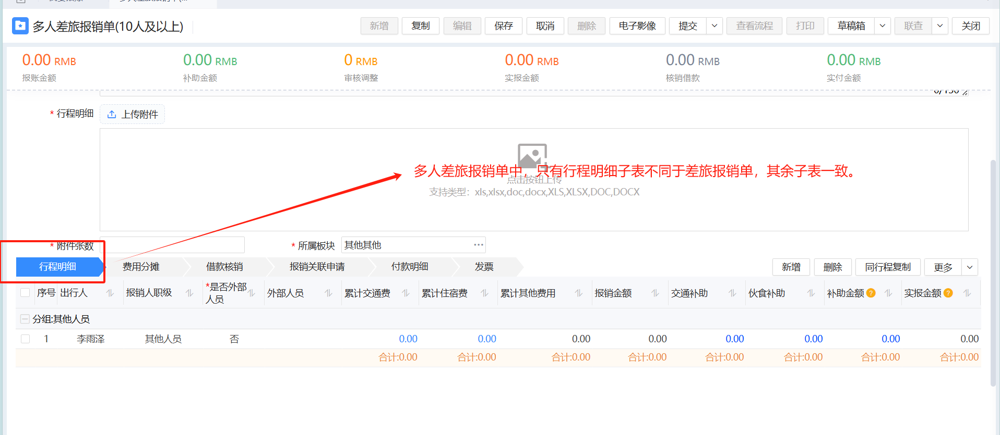 多人差旅报销单(10人及以上)
新增 复制 编辑 保存 取消 删除 电子影像 提交 查看流程 打印 草稿箱 联查 关闭
0.00 RMB 0.00 RMB 0 RMB 0.00 RMB 0.00 RMB 0.00 RMB
报账金额 补助金额 审核调整 实报金额 核销借款 实付金额
0/150
* 行程明细 上传附件
多人差旅报销单中，只有行程明细子表不同于差旅报销单，其余子表一致。
点击按钮上传
支持类型：xls,xlsx,doc,docx,XLS,XLSX,DOC,DOCX
* 附件张数 * 所属板块 其他其他 ...
行程明细 费用分摊 借款核销 报销关联申请 付款明细 发票 新增 删除 同行程复制 更多
序号 出行人 报销人职级 *是否外部人员 外部人员 累计交通费 累计住宿费 累计其他费用 报销金额 交通补助 伙食补助 补助金额 ? 实报金额 ?
分组:其他人员
1 李雨泽 其他人员 否 0.00 0.00 0.00 0.00 0.00 0.00 0.00 0.00
合计:0.00 合计:0.00 合计:0.00 合计:0.00 合计:0.00 合计:0.00 合计:0.00 合计:0.00